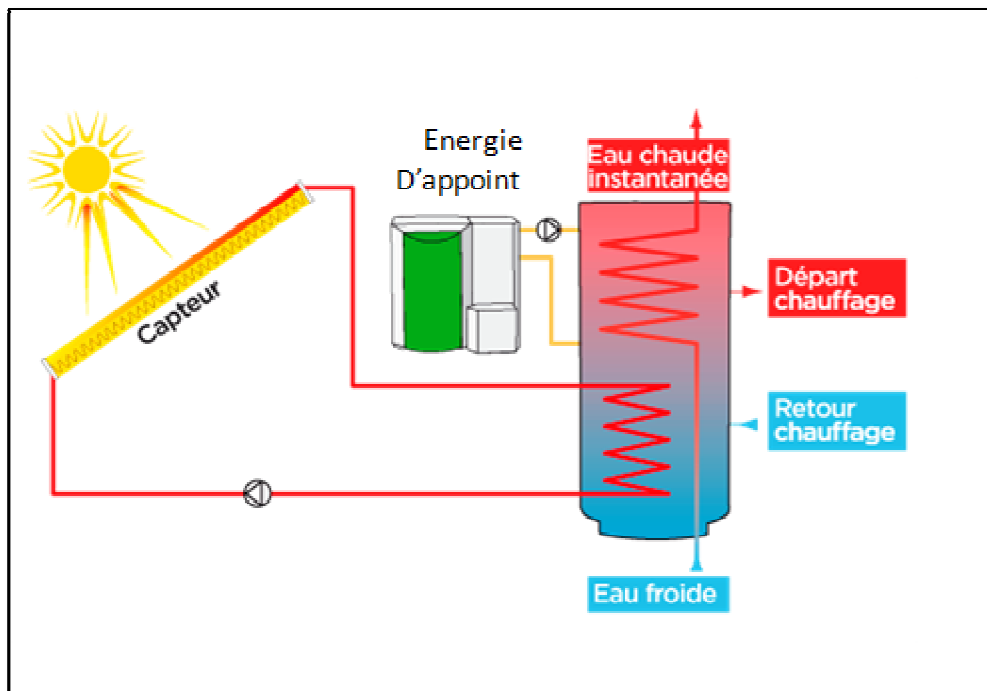 Energie
D'appoint
Eau chaude
instantanée
Capteur
Départ
chauffage
Retour
chauffage
Eau froide